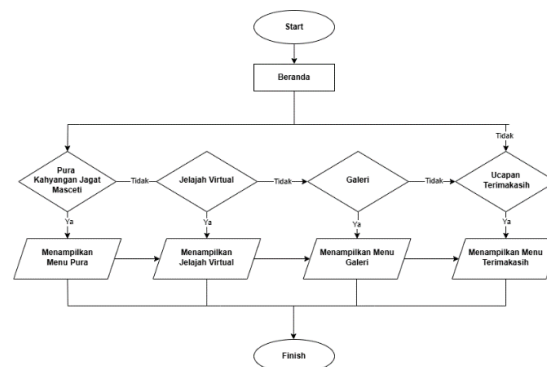 Start
Beranda
Tidak
Pura
Kahyangan Jagat
Masceti
Tidak
Jelajah Virtual
Tidak
Galeri
Tidak
Ucapan
Terimakasih
Ya
Ya
Ya
Ya
Menampilkan
Menu Pura
Menampilkan
Jelajah Virtual
Menampilkan Menu
Galeri
Menampilkan Menu
Terimakasih
Finish